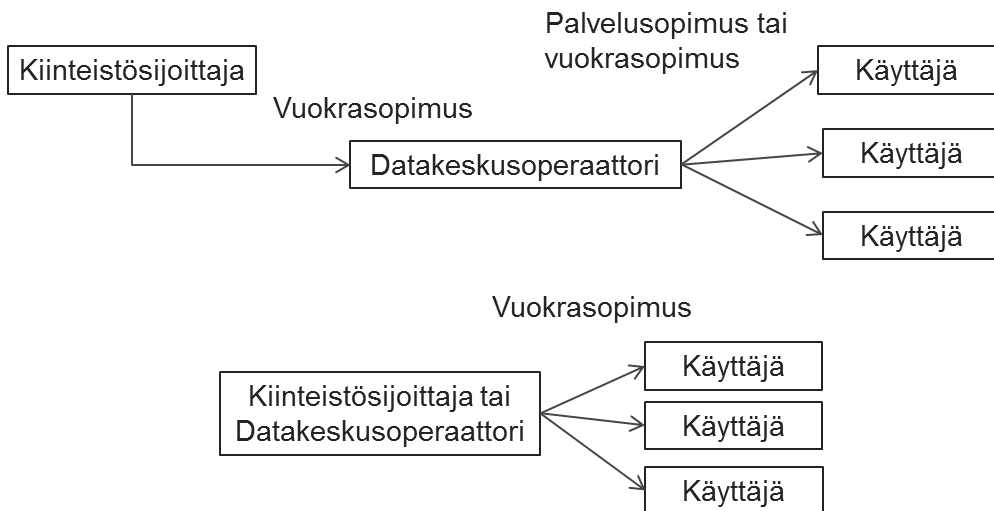 Palvelusopimus tai
vuokrasopimus
Kiinteistösijoittaja
Käyttäjä
Vuokrasopimus
Datakeskusoperaattori
Käyttäjä
Käyttäjä
Vuokrasopimus
Käyttäjä
Kiinteistösijoittaja tai
Datakeskusoperaattori
Käyttäjä
Käyttäjä